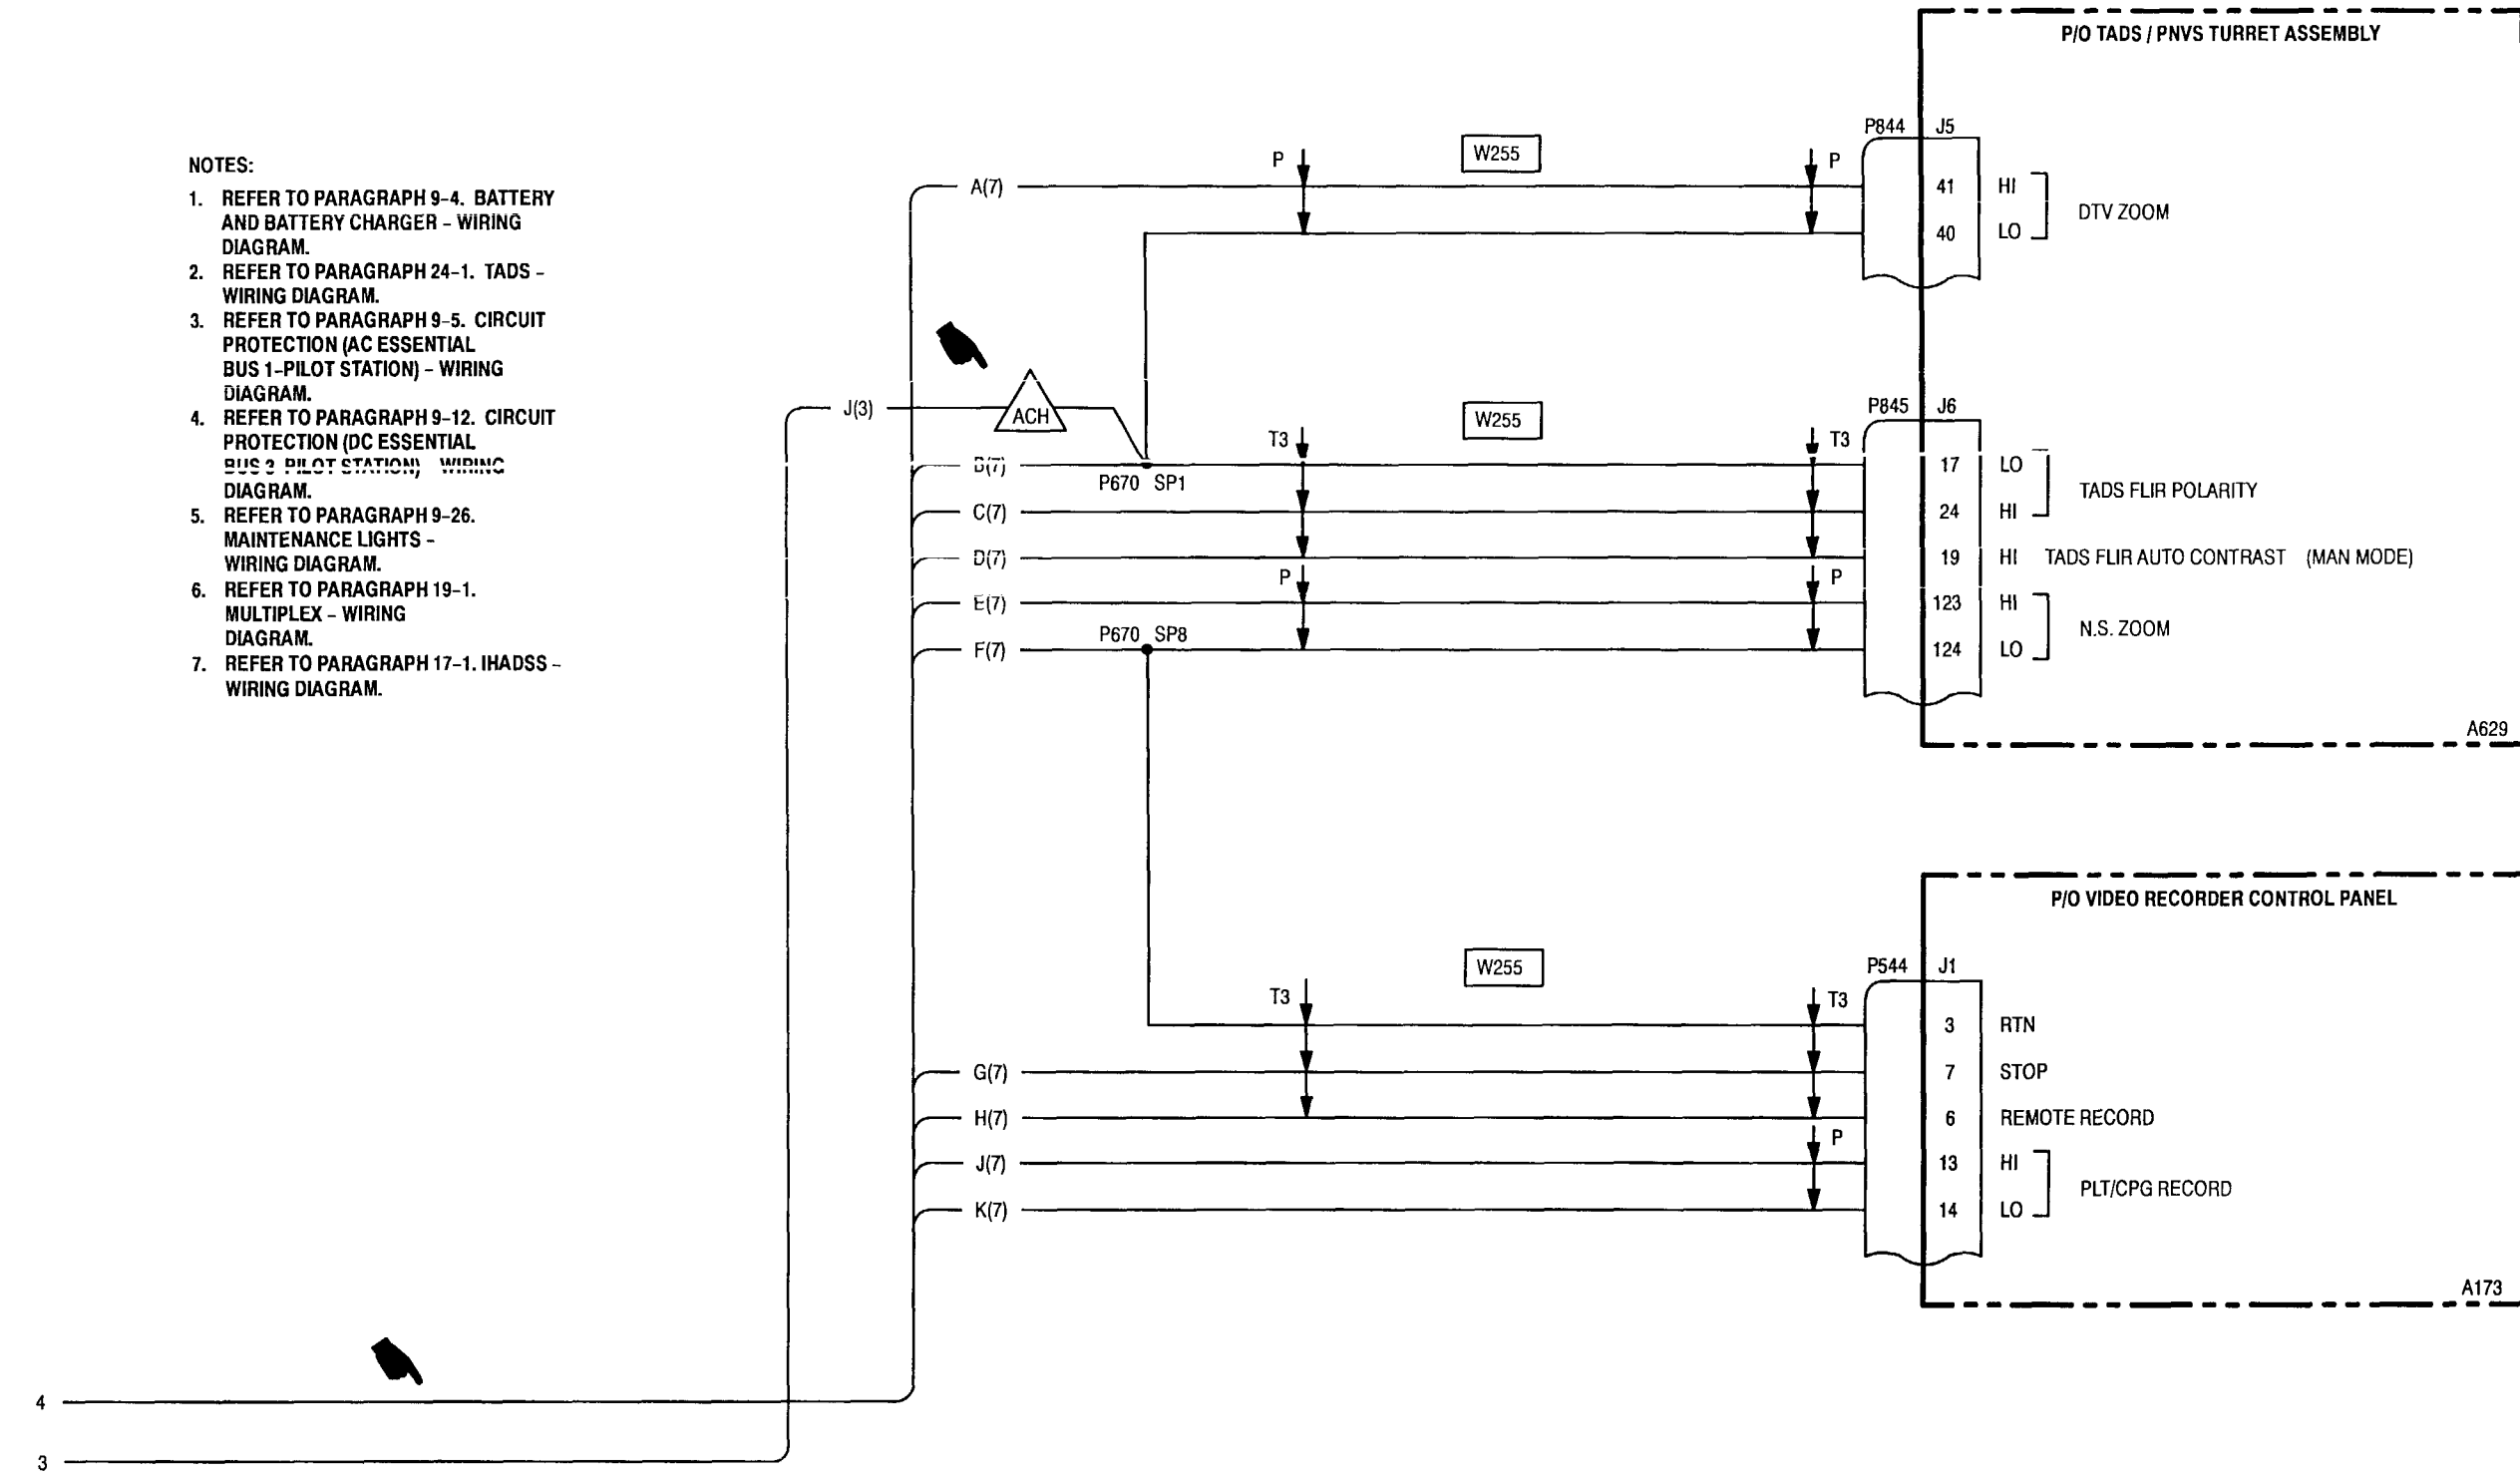 P/O TADS / PNVS TURRET ASSEMBLY
NOTES:
1. REFER TO PARAGRAPH 9-4. BATTERY
AND BATTERY CHARGER – WIRING
DIAGRAM.
2. REFER TO PARAGRAPH 24-1. TADS –
WIRING DIAGRAM.
3. REFER TO PARAGRAPH 9-5. CIRCUIT
PROTECTION (AC ESSENTIAL
BUS 1-PILOT STATION) – WIRING
DIAGRAM.
4. REFER TO PARAGRAPH 9-12. CIRCUIT
PROTECTION (DC ESSENTIAL
BUS 3-PILOT STATION) – WIRING
DIAGRAM.
5. REFER TO PARAGRAPH 9-26.
MAINTENANCE LIGHTS –
WIRING DIAGRAM.
6. REFER TO PARAGRAPH 19-1.
MULTIPLEX – WIRING
DIAGRAM.
7. REFER TO PARAGRAPH 17-1. IHADSS –
WIRING DIAGRAM.
P844 J5
W255
P P
A(7) 41 HI
DTV ZOOM
40 LO
P845 J6
J(3) ACH
W255
T3 T3
B(7) 17 LO
P670 SP1
TADS FLIR POLARITY
C(7) 24 HI
D(7) 19 HI TADS FLIR AUTO CONTRAST (MAN MODE)
P P
E(7) 123 HI
N.S. ZOOM
P670 SP8
F(7) 124 LO
A629
P/O VIDEO RECORDER CONTROL PANEL
P544 J1
W255
T3 T3
3 RTN
G(7) 7 STOP
H(7) 6 REMOTE RECORD
P
J(7) 13 HI
PLT/CPG RECORD
K(7) 14 LO
A173
4
3